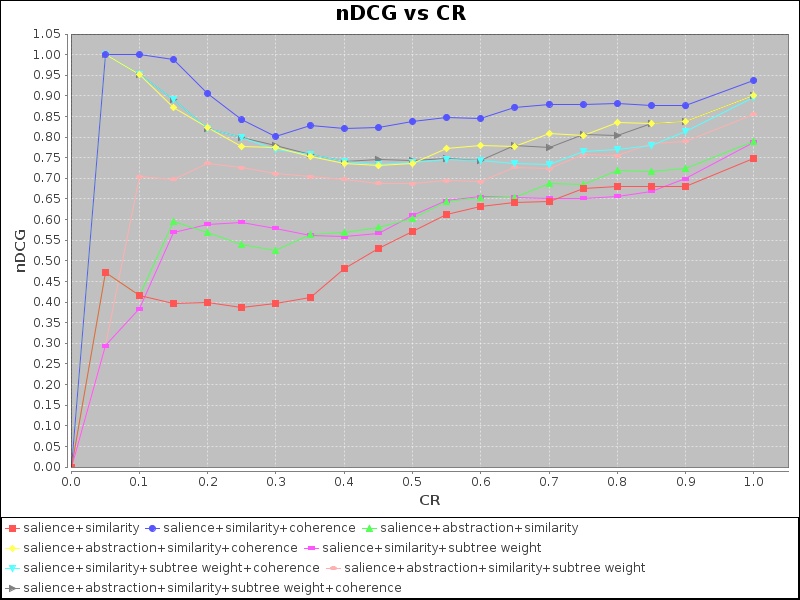 nDCG vs CR
nDCG
1.05
1.00
0.95
0.90
0.85
0.80
0.75
0.70
0.65
0.60
0.55
0.50
0.45
0.40
0.35
0.30
0.25
0.20
0.15
0.10
0.05
0.00
0.0 0.1 0.2 0.3 0.4 0.5 0.6 0.7 0.8 0.9 1.0
CR
salience+similarity salience+similarity+coherence salience+abstraction+similarity
salience+abstraction+similarity+coherence salience+similarity+subtree weight
salience+similarity+subtree weight+coherence salience+abstraction+similarity+subtree weight
salience+abstraction+similarity+subtree weight+coherence